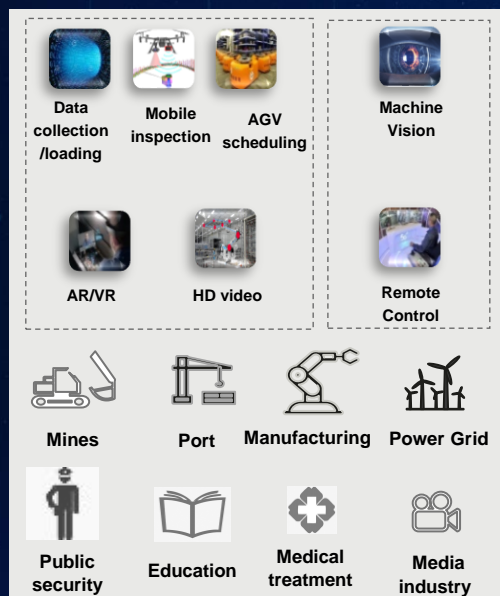 Data
collection
/loading
Mobile
inspection
AGV
scheduling
Machine
Vision
AR/VR
HD video
Remote
Control
Mines
Port
Manufacturing
Power Grid
Public
security
Education
Medical
treatment
Media
industry